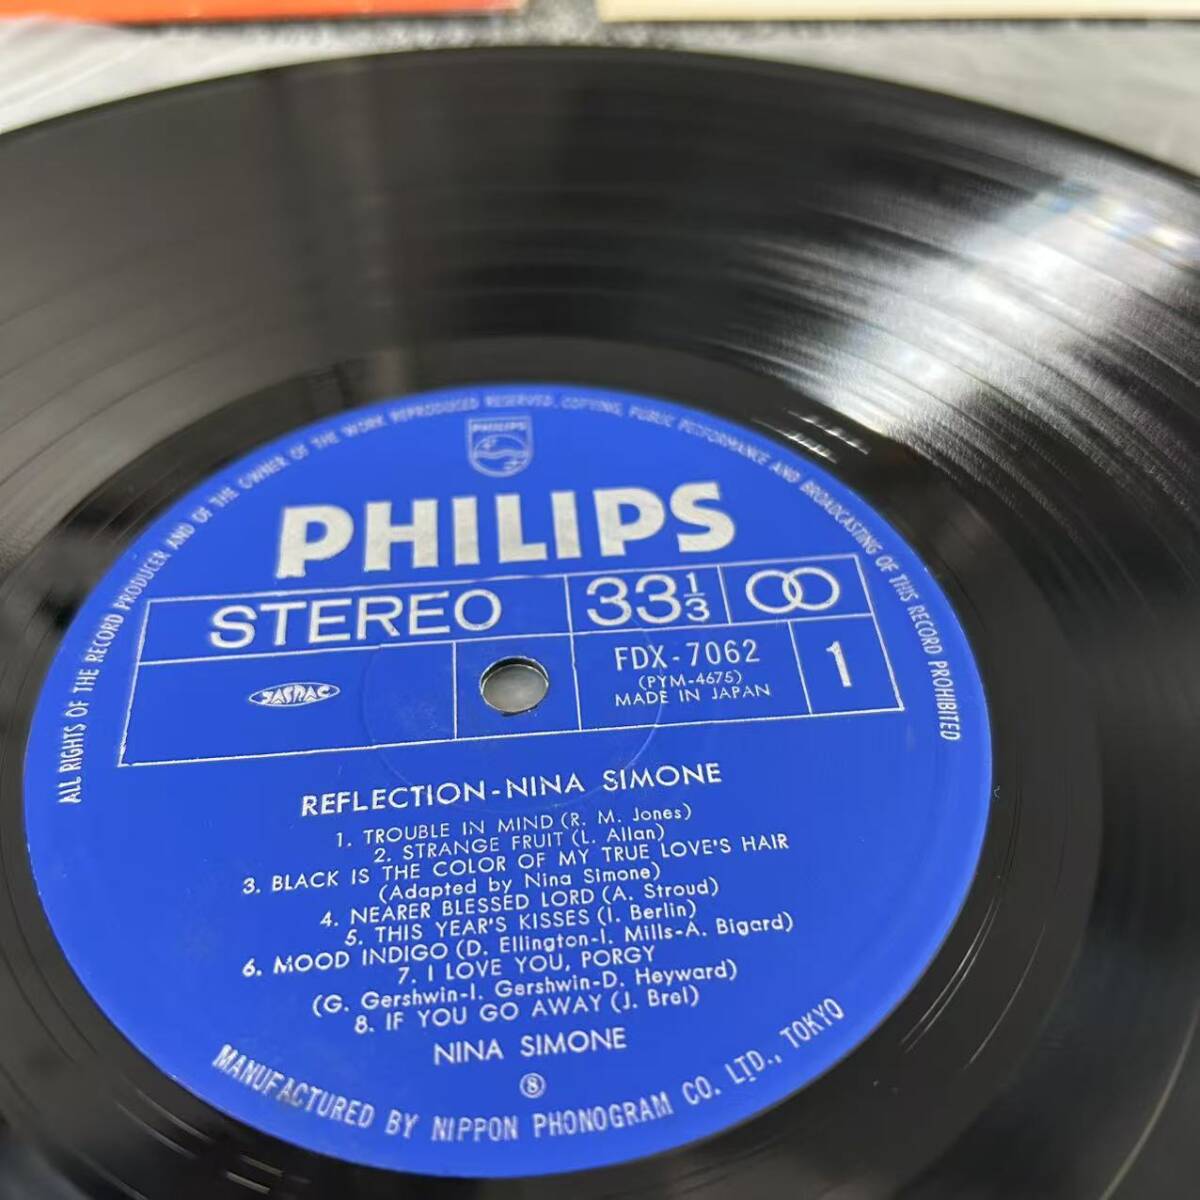 ALL RIGHTS OF THE RECORD PRODUCER AND OF THE OWNER OF THE WORK REPRODUCED RESERVED. COPYING, PUBLIC PERFORMANCE AND BROADCASTING OF THIS RECORD PROHIBITED
PHILIPS
PHILIPS
STEREO
33 1/3
JASRAC
FDX-7062
(PYM-4675)
MADE IN JAPAN
1
REFLECTION-NINA SIMONE
1. TROUBLE IN MIND (R. M. Jones)
2. STRANGE FRUIT (L. Allan)
3. BLACK IS THE COLOR OF MY TRUE LOVE'S HAIR
(Adapted by Nina Simone)
4. NEARER BLESSED LORD (A. Stroud)
5. THIS YEAR'S KISSES (I. Berlin)
6. MOOD INDIGO (D. Ellington-I. Mills-A. Bigard)
7. I LOVE YOU, PORGY
(G. Gershwin-I. Gershwin-D. Heyward)
8. IF YOU GO AWAY (J. Brel)
NINA SIMONE
⑧
MANUFACTURED BY NIPPON PHONOGRAM CO. LTD., TOKYO